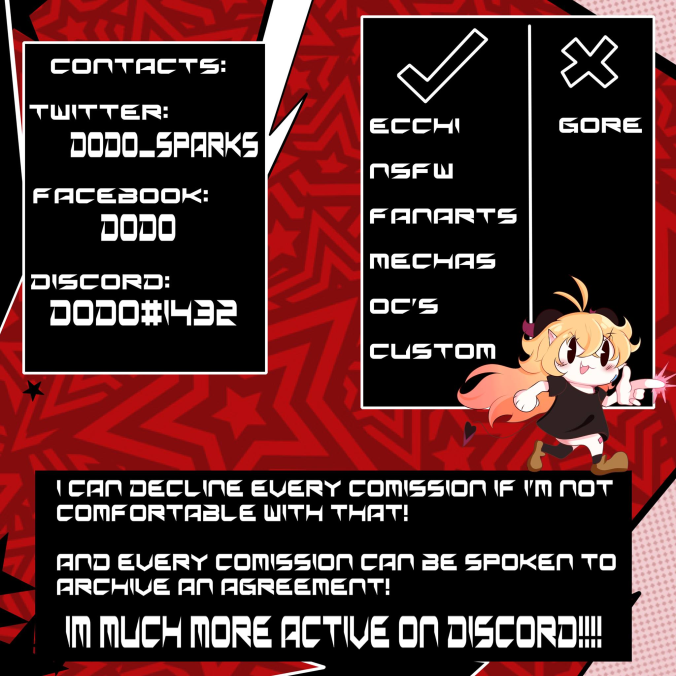 CONTACTS:
TWITTER:
DODO_SPARKS
FACEBOOK:
DODO
DISCORD:
DODO#1432
ECCHI
NSFW
FANARTS
MECHAS
OC'S
CUSTOM
GORE
I CAN DECLINE EVERY COMISSION IF I'M NOT
COMFORTABLE WITH THAT!
AND EVERY COMISSION CAN BE SPOKEN TO
ARCHIVE AN AGREEMENT!
IM MUCH MORE ACTIVE ON DISCORD!!!!